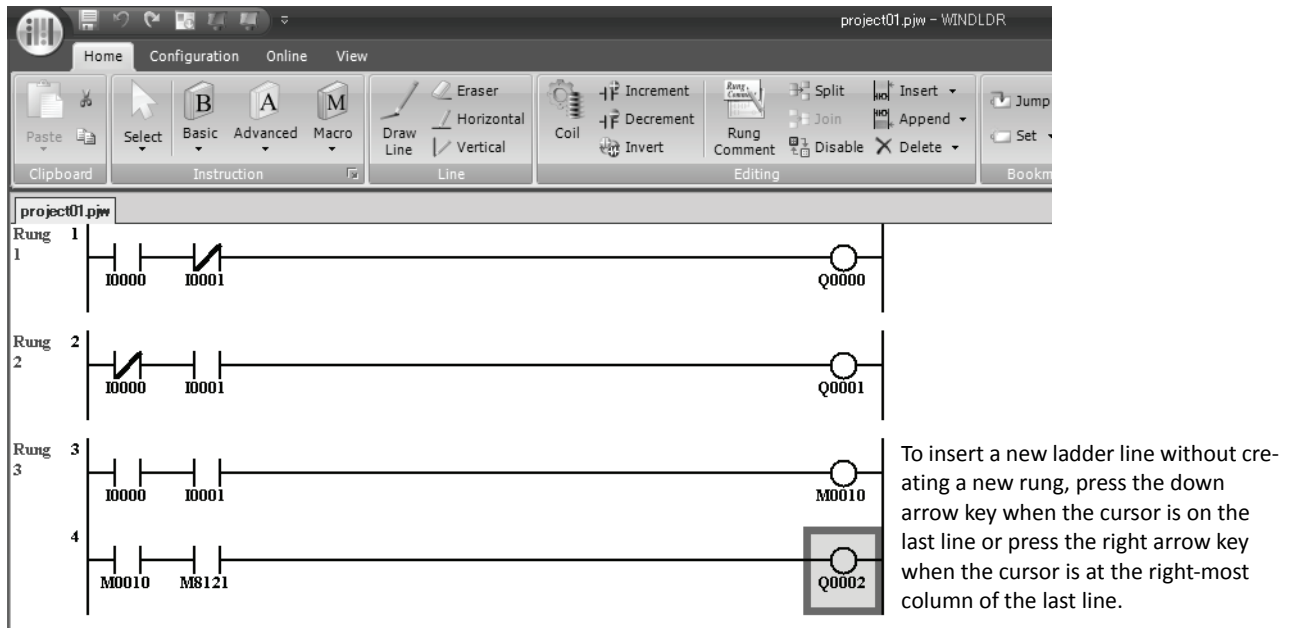 project01.pjw - WINDLDR
Home Configuration Online View
Paste Select Basic Advanced Macro Draw Line Eraser Horizontal Vertical Coil Increment Decrement Invert Rung Comment Split Join Disable Insert Append Delete Jump Set
B A M
Clipboard Instruction Line Editing Bookm
project01.pjw
Rung 1 1
I0000 I0001 Q0000
Rung 2 2
I0000 I0001 Q0001
Rung 3 3
I0000 I0001 M0010
4
M0010 M8121 Q0002
To insert a new ladder line without cre-
ating a new rung, press the down
arrow key when the cursor is on the
last line or press the right arrow key
when the cursor is at the right-most
column of the last line.